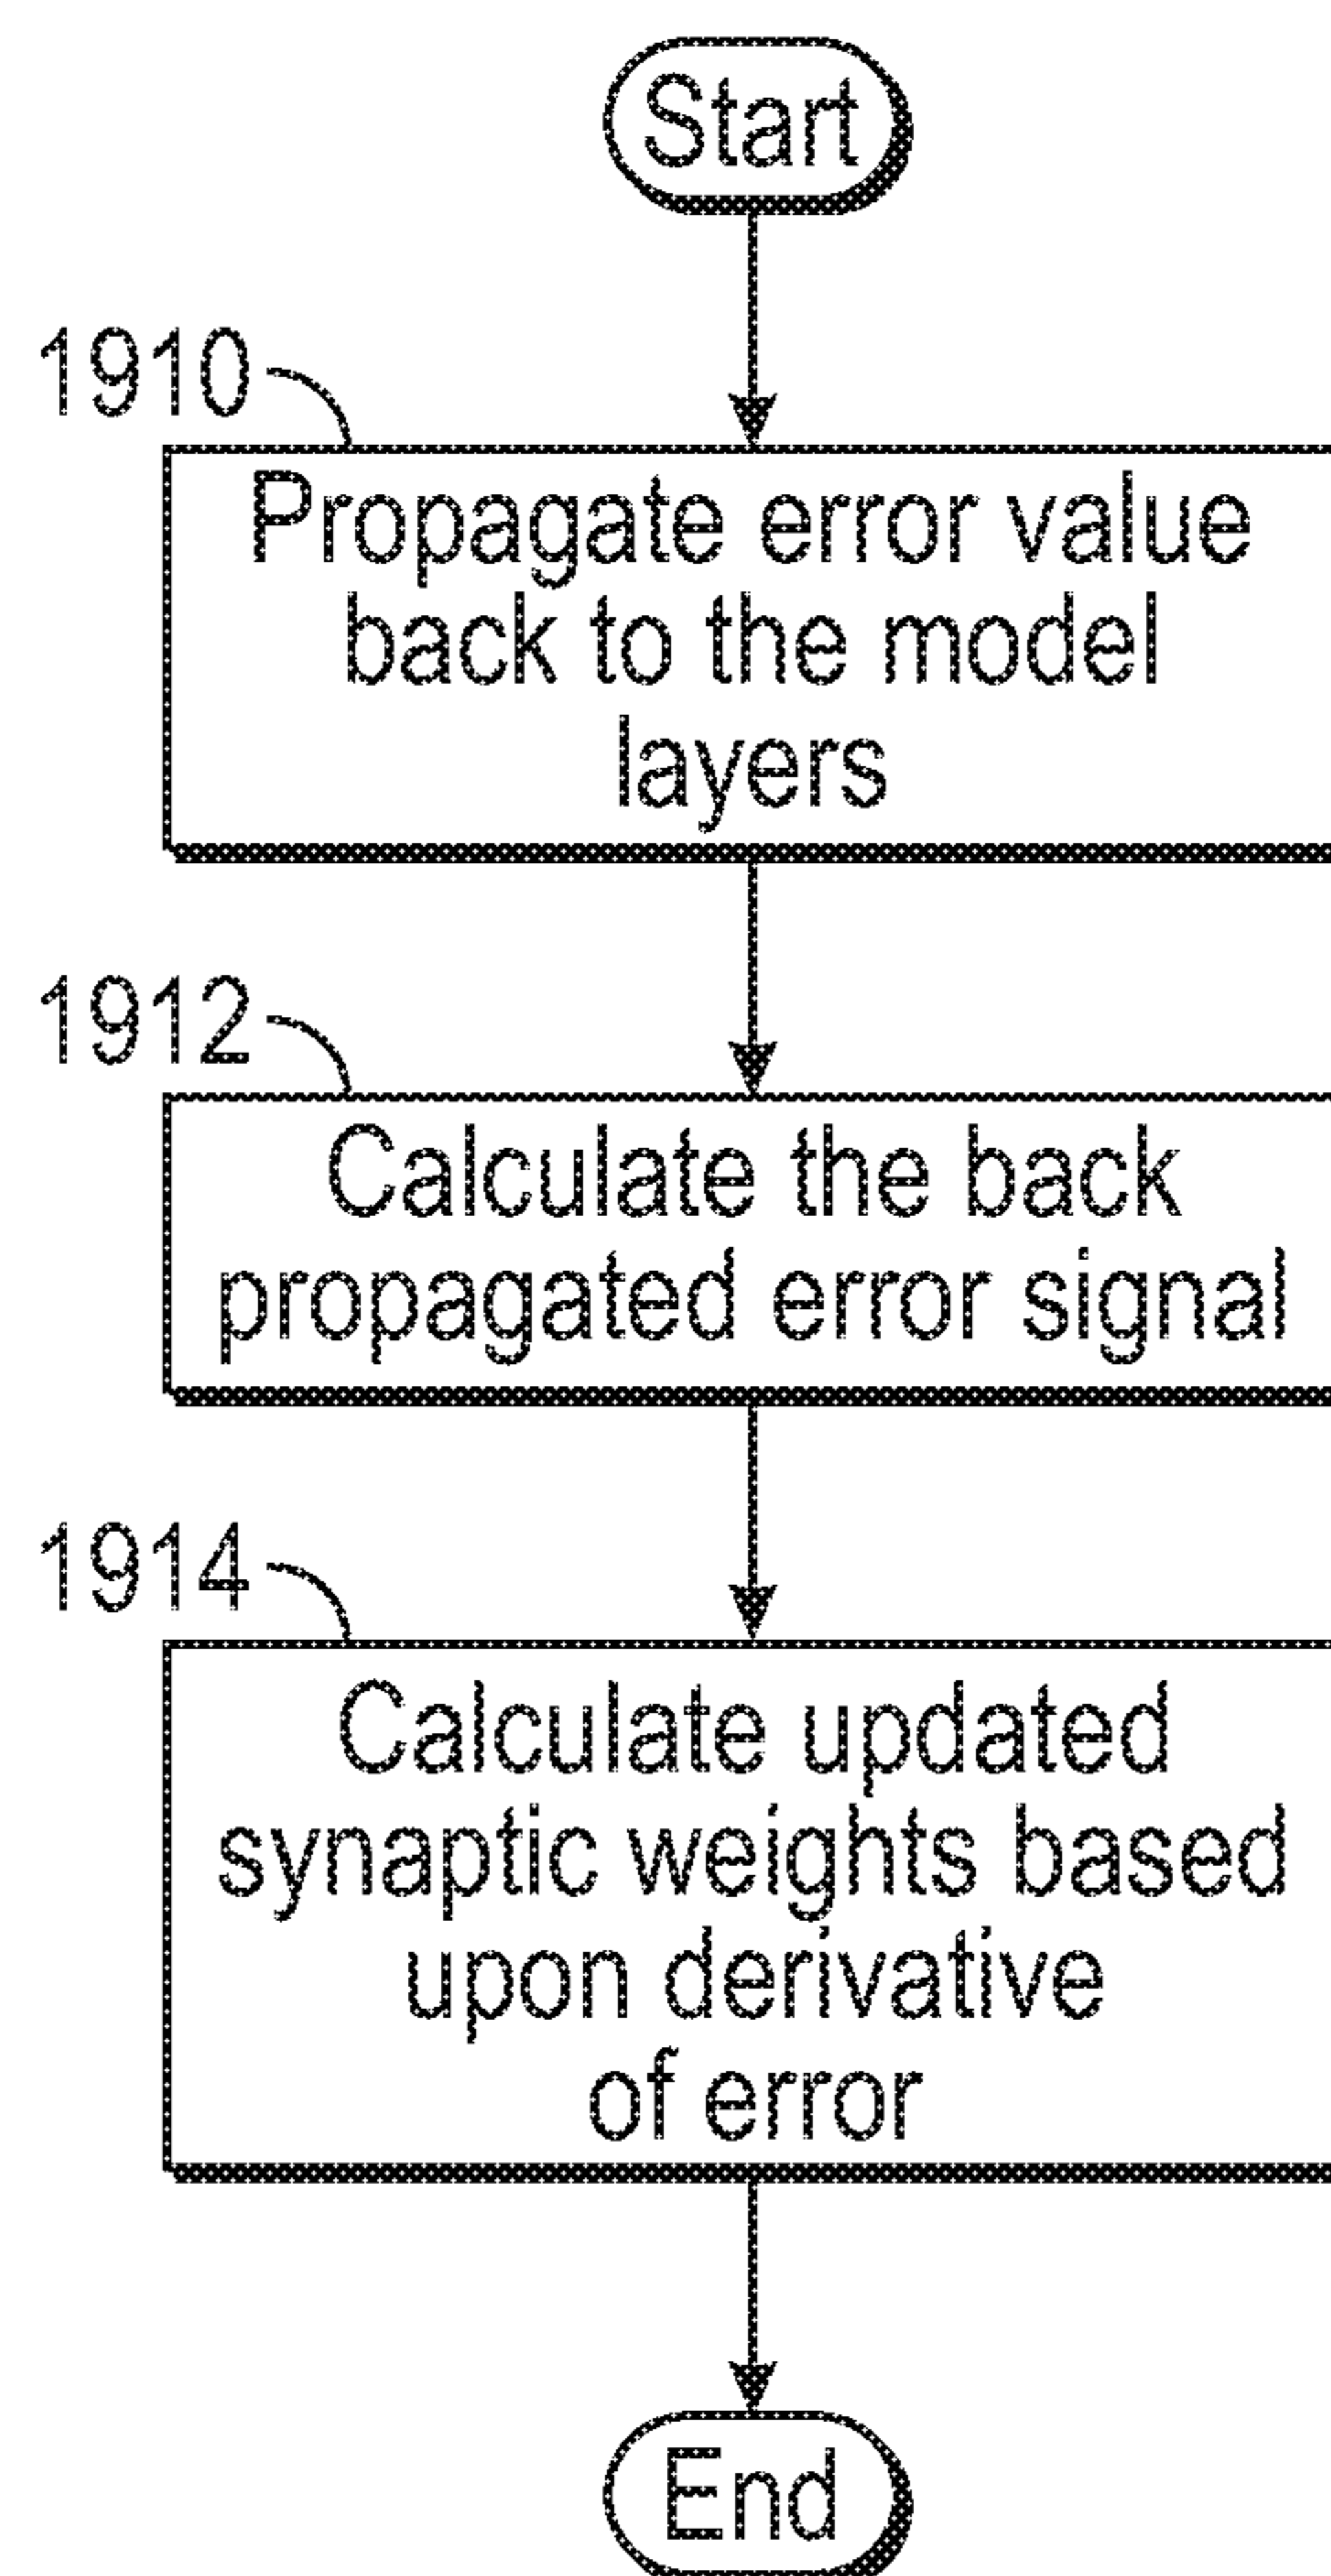 Start
1910
Propagate error value
back to the model
layers
1912
Calculate the back
propagated error signal
1914
Calculate updated
synaptic weights based
upon derivative
of error
End